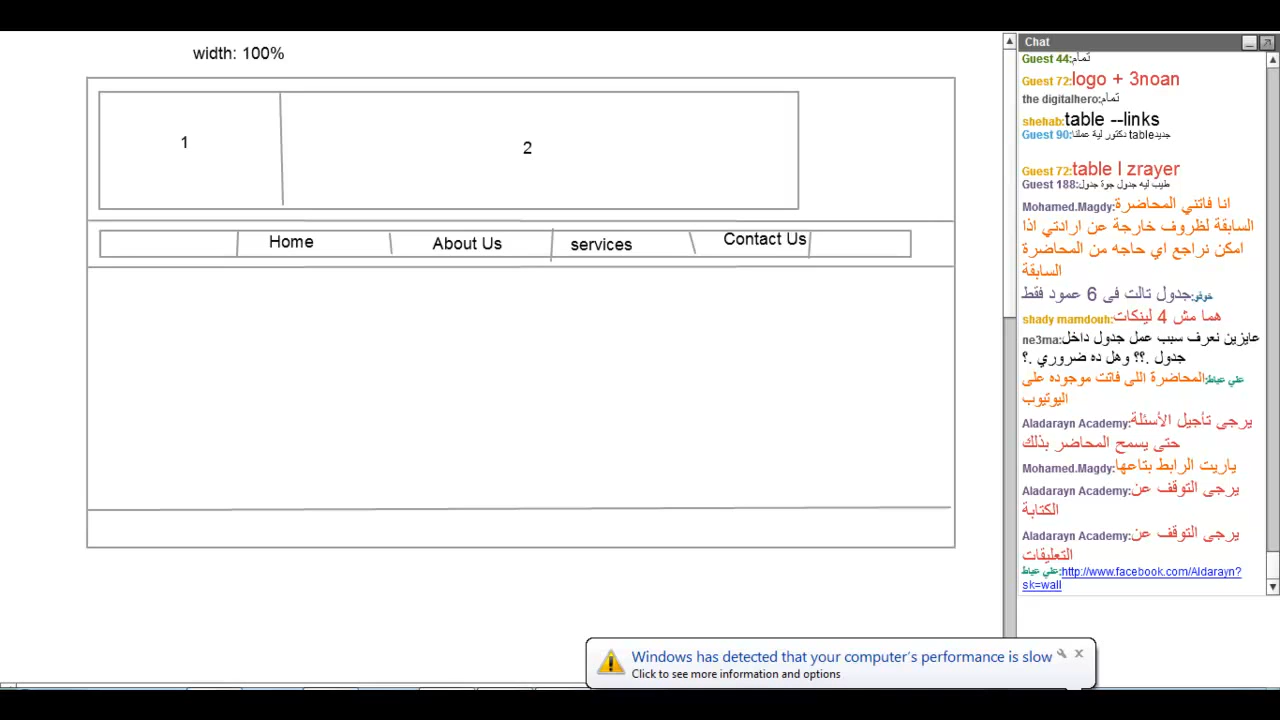 width: 100%
1
2
Home
About Us
services
Contact Us
Chat
Guest 44:تمام
Guest 72:logo + 3noan
the digitalhero:تمام
shehab:table --links
Guest 90:دكتور لية عملنا table جديد
Guest 72:table l zrayer
Guest 188:طيب ليه جدول جوة جدول
Mohamed.Magdy:انا فاتني المحاضرة
السابقة لظروف خارجة عن ارادتي اذا
امكن نراجع اي حاجه من المحاضرة
السابقة
خوفو:جدول تالت فى 6 عمود فقط
shady mamdouh:هما مش 4 لينكات
ne3ma:عايزين نعرف سبب عمل جدول داخل
جدول .؟؟ وهل ده ضروري .؟
علي عباط:المحاضرة اللى فاتت موجوده على
اليوتيوب
Aladarayn Academy:يرجى تأجيل الأسئلة
حتى يسمح المحاضر بذلك
Mohamed.Magdy:ياريت الرابط بتاعها
Aladarayn Academy:يرجى التوقف عن
الكتابة
Aladarayn Academy:يرجى التوقف عن
التعليقات
علي عباط:http://www.facebook.com/Aldarayn?
sk=wall
Windows has detected that your computer's performance is slow
Click to see more information and options